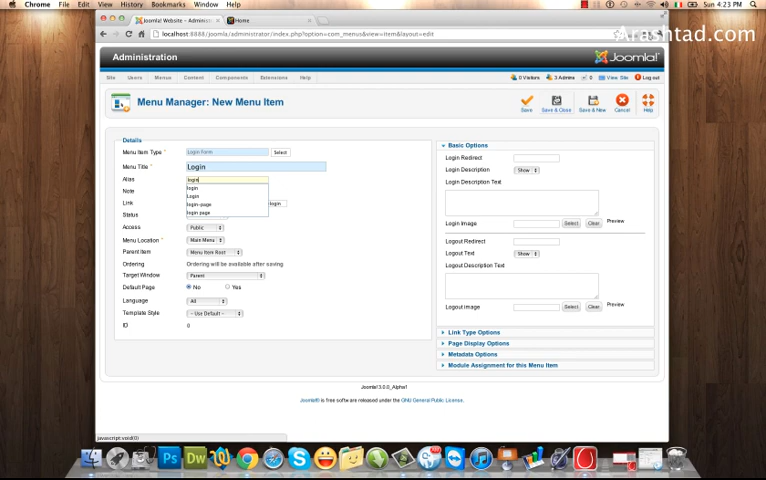 Chrome File Edit View History Bookmarks Window Help
Sun 4:23 PM
Arashtad.com
Joomla! Website - Administr...
Home
localhost:8888/joomla/administrator/index.php?option=com_menus&view=item&layout=edit
Administration
Joomla!
Site Users Menus Content Components Extensions Help
0 Visitors 3 Admins 0 View Site Log out
Menu Manager: New Menu Item
Save Save & Close Save & New Cancel Help
Details
Menu Item Type * Login Form Select
Menu Title * Login
Alias login
login
Login
login-page
login page
Note
Link login
Status
Access Public
Menu Location * Main Menu
Parent Item Menu Item Root
Ordering Ordering will be available after saving
Target Window Parent
Default Page No Yes
Language All
Template Style - Use Default -
ID 0
Basic Options
Login Redirect
Login Description Show
Login Description Text
Login Image Select Clear Preview
Logout Redirect
Logout Text Show
Logout Description Text
Logout image Select Clear Preview
Link Type Options
Page Display Options
Metadata Options
Module Assignment for this Menu Item
Joomla!3.0.0_Alpha1
Joomla!® is free software released under the GNU General Public License.
javascript:void(0)
Ps
Dw